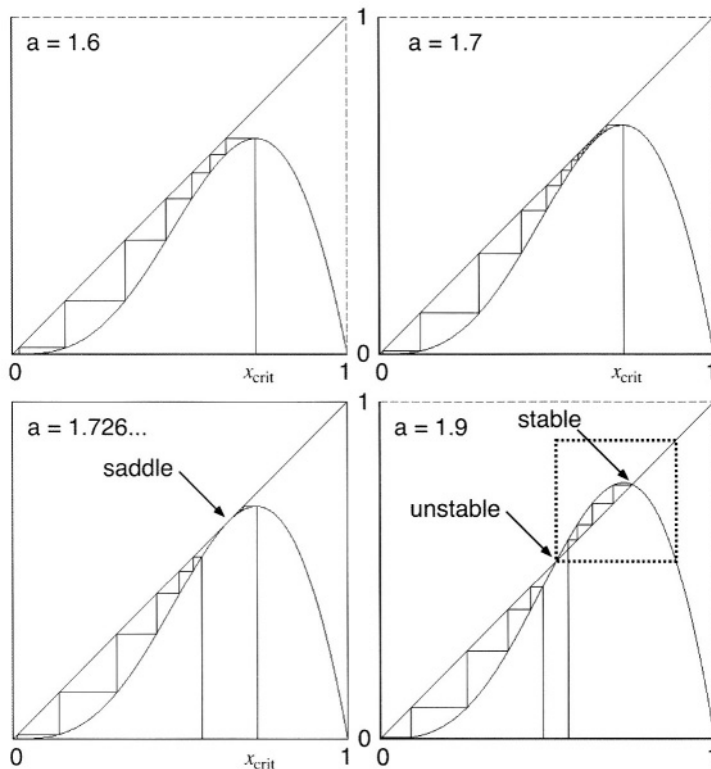 1
a = 1.6
a = 1.7
0
0
x_crit
1
0
x_crit
1
1
a = 1.726...
saddle
a = 1.9
stable
unstable
0
0
x_crit
1
0
1